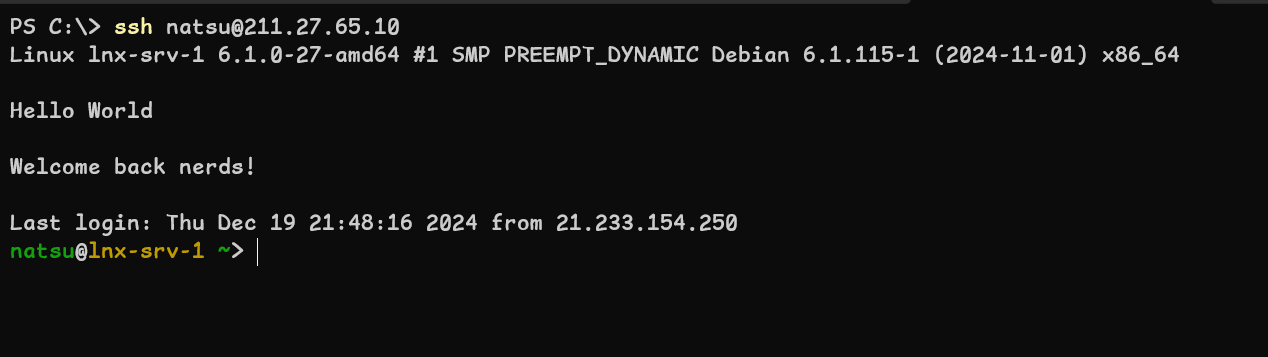 PS C:\> ssh natsu@211.27.65.10
Linux lnx-srv-1 6.1.0-27-amd64 #1 SMP PREEMPT_DYNAMIC Debian 6.1.115-1 (2024-11-01) x86_64
Hello World
Welcome back nerds!
Last login: Thu Dec 19 21:48:16 2024 from 21.233.154.250
natsu@lnx-srv-1 ~>